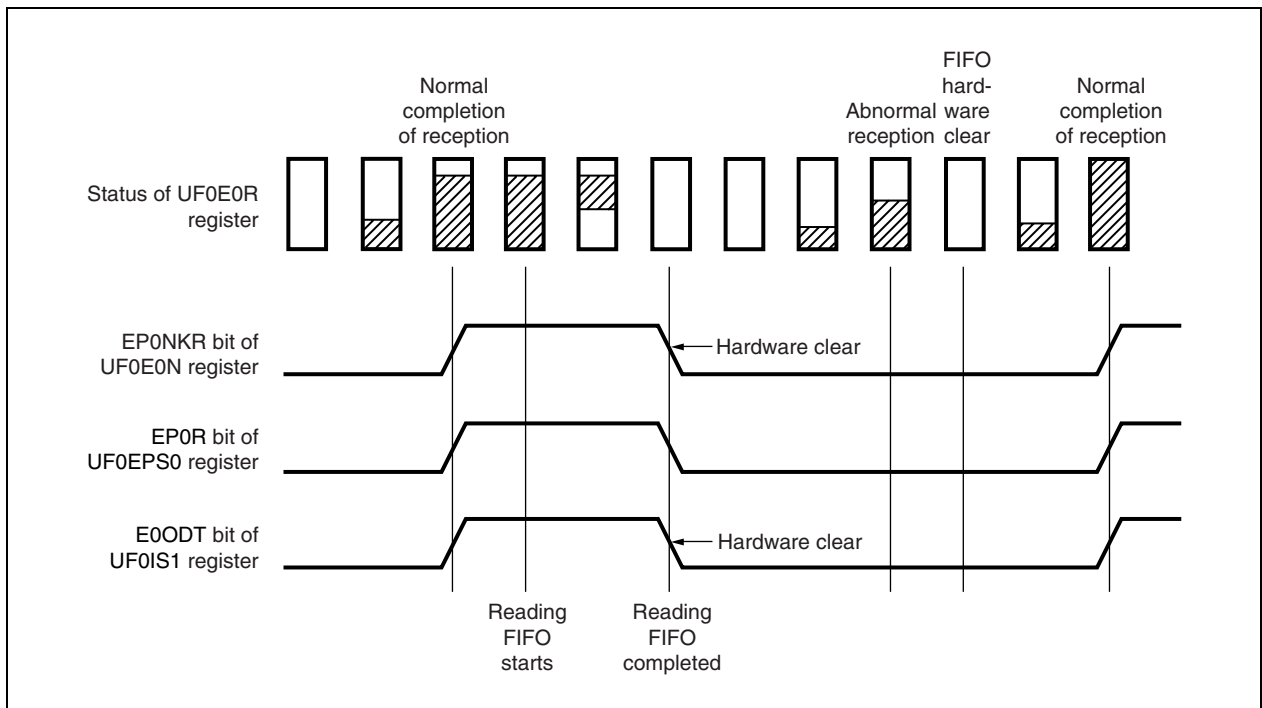 Normal
completion
of reception
Abnormal
reception
FIFO
hard-
ware
clear
Normal
completion
of reception
Status of UF0E0R
register
EP0NKR bit of
UF0E0N register
Hardware clear
EP0R bit of
UF0EPS0 register
E0ODT bit of
UF0IS1 register
Hardware clear
Reading
FIFO
starts
Reading
FIFO
completed